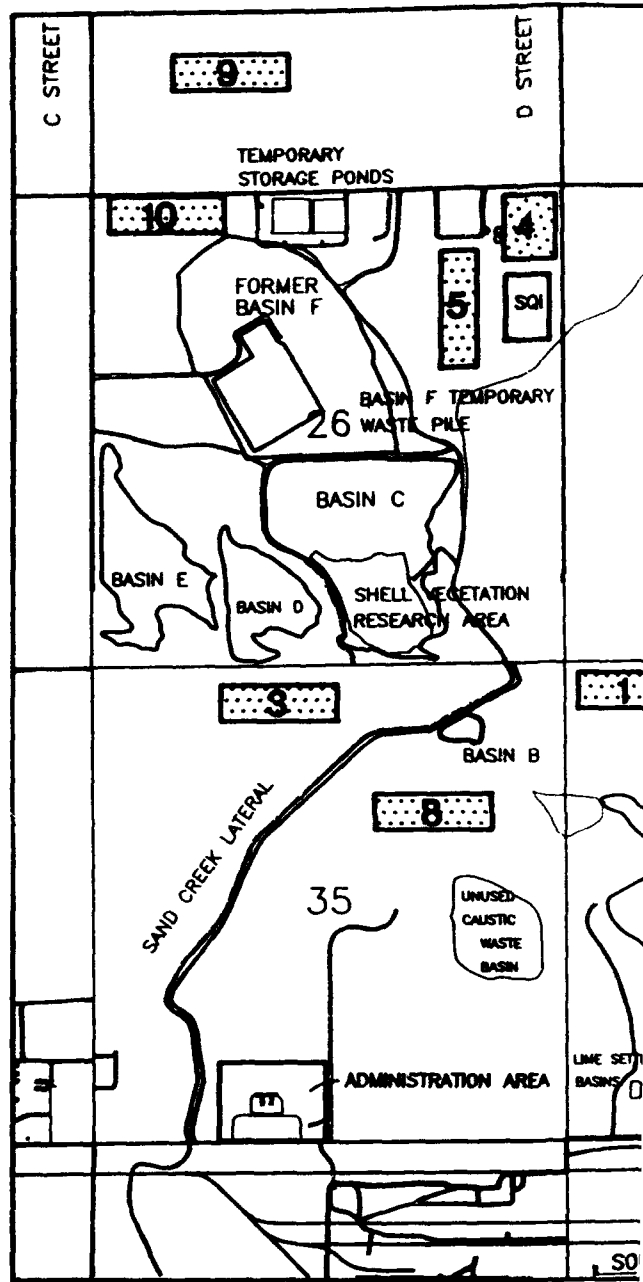 C STREET
D STREET
9
TEMPORARY
STORAGE PONDS
10
4
FORMER
BASIN F
5
SQI
BASIN F TEMPORARY
WASTE PILE
26
BASIN C
BASIN E
BASIN D
SHELL VEGETATION
RESEARCH AREA
3
1
BASIN B
SAND CREEK LATERAL
8
35
UNUSED
CAUSTIC
WASTE
BASIN
LIME SETT
BASINS
ADMINISTRATION AREA
SO